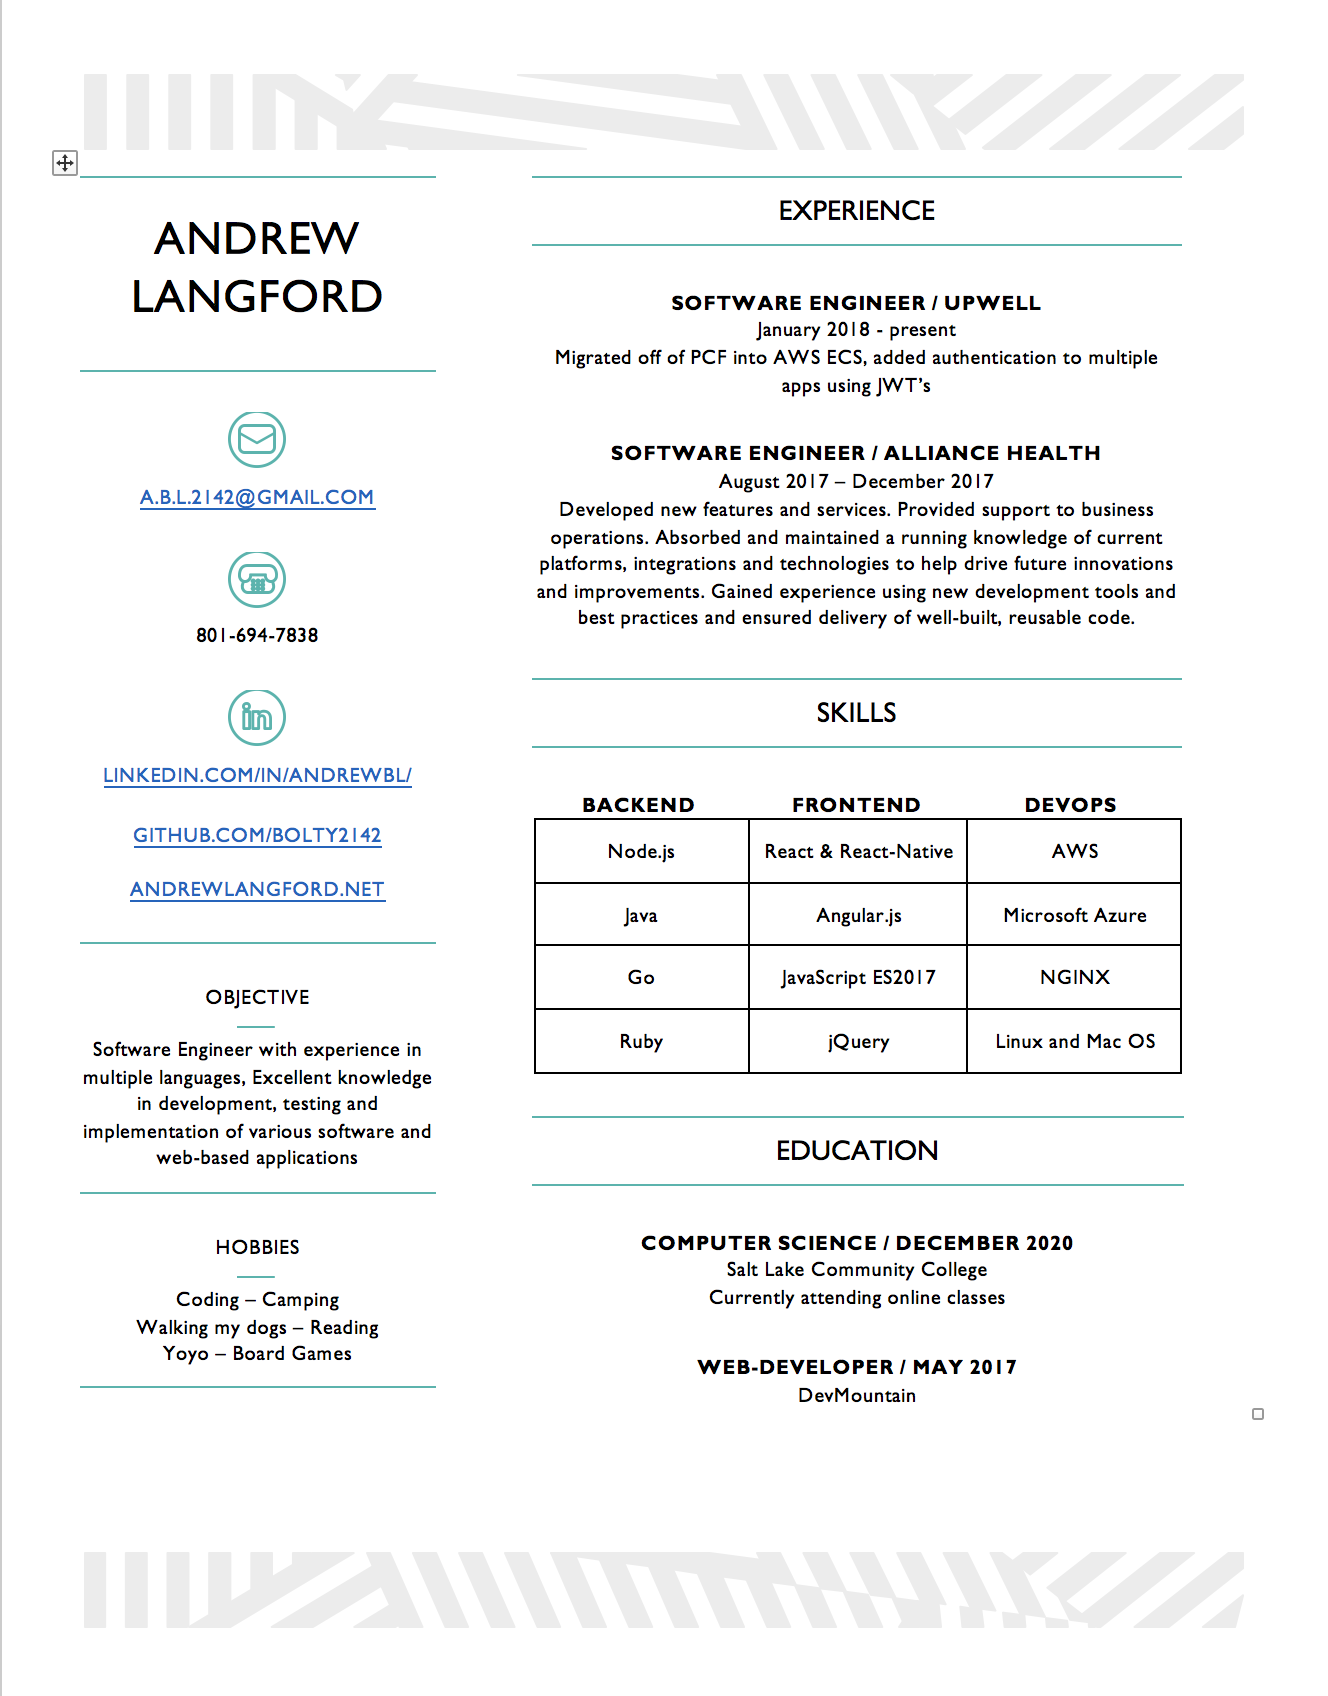 ANDREW
LANGFORD
A.B.L.2142@GMAIL.COM
801-694-7838
in
LINKEDIN.COM/IN/ANDREWBL/
GITHUB.COM/BOLTY2142
ANDREWLANGFORD.NET
OBJECTIVE
Software Engineer with experience in
multiple languages, Excellent knowledge
in development, testing and
implementation of various software and
web-based applications
HOBBIES
Coding – Camping
Walking my dogs – Reading
Yoyo – Board Games
EXPERIENCE
SOFTWARE ENGINEER / UPWELL
January 2018 - present
Migrated off of PCF into AWS ECS, added authentication to multiple
apps using JWT’s
SOFTWARE ENGINEER / ALLIANCE HEALTH
August 2017 – December 2017
Developed new features and services. Provided support to business
operations. Absorbed and maintained a running knowledge of current
platforms, integrations and technologies to help drive future innovations
and improvements. Gained experience using new development tools and
best practices and ensured delivery of well-built, reusable code.
SKILLS
BACKEND FRONTEND DEVOPS
Node.js React & React-Native AWS
Java Angular.js Microsoft Azure
Go JavaScript ES2017 NGINX
Ruby jQuery Linux and Mac OS
EDUCATION
COMPUTER SCIENCE / DECEMBER 2020
Salt Lake Community College
Currently attending online classes
WEB-DEVELOPER / MAY 2017
DevMountain